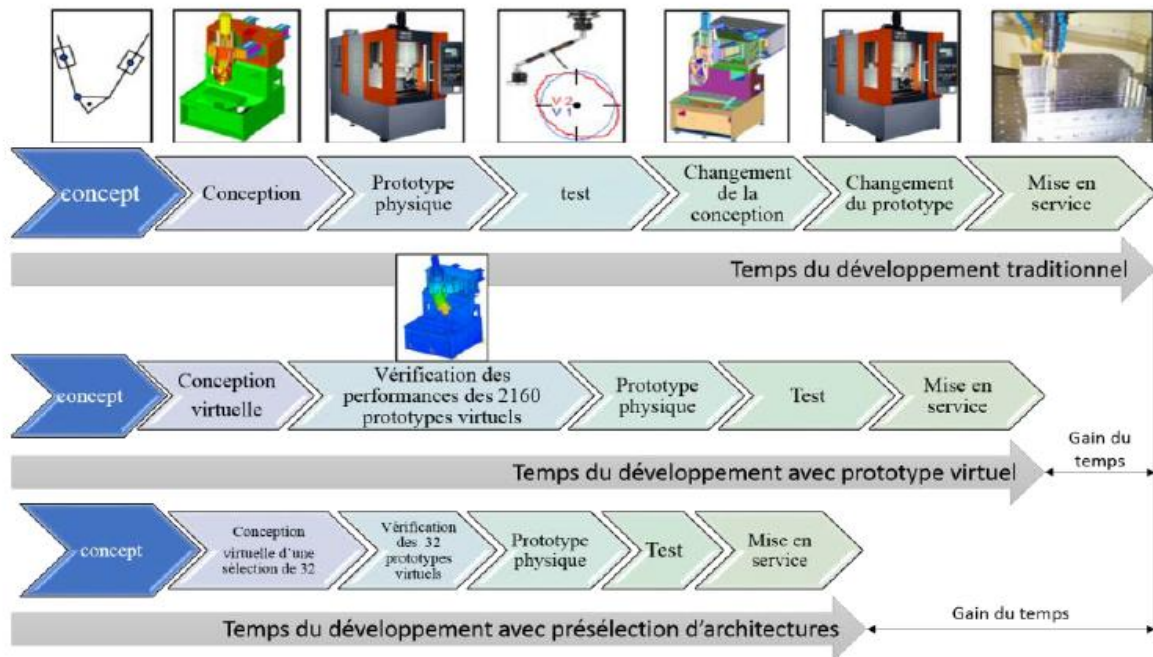 V2
V1
concept
Conception
Prototype
physique
test
Changement
de la
conception
Changement
du prototype
Mise en
service
Temps du développement traditionnel
concept
Conception
virtuelle
Vérification des
performances des 2160
prototypes virtuels
Prototype
physique
Test
Mise en
service
Gain du
temps
Temps du développement avec prototype virtuel
concept
Conception
virtuelle d'une
sélection de 32
Vérification
des 32
prototypes
virtuels
Prototype
physique
Test
Mise en
service
Gain du temps
Temps du développement avec présélection d'architectures